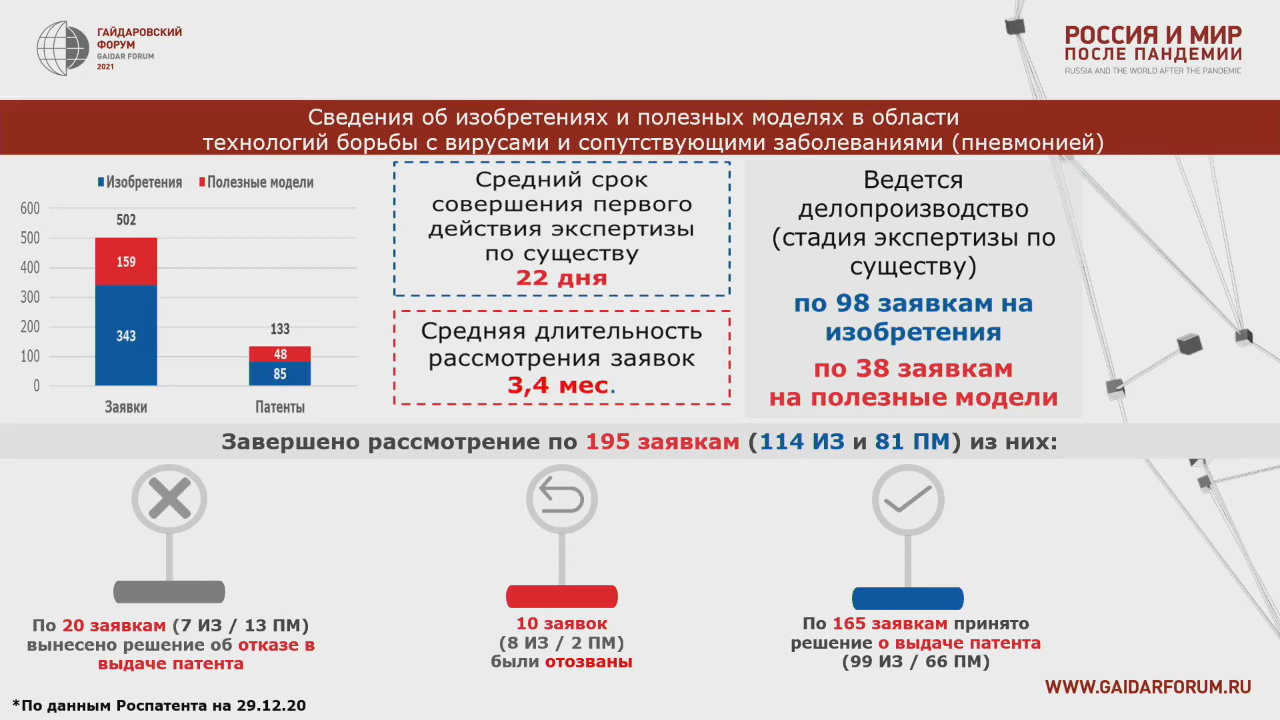 ГАЙДАРОВСКИЙ
ФОРУМ
GAIDAR FORUM
2021
РОССИЯ И МИР
ПОСЛЕ ПАНДЕМИИ
RUSSIA AND THE WORLD AFTER THE PANDEMIC
Сведения об изобретениях и полезных моделях в области
технологий борьбы с вирусами и сопутствующими заболеваниями (пневмонией)
Изобретения Полезные модели
600
500
400
300
200
100
0
502
159
343
133
48
85
Заявки Патенты
Средний срок
совершения первого
действия экспертизы
по существу
22 дня
Средняя длительность
рассмотрения заявок
3,4 мес.
Ведется
делопроизводство
(стадия экспертизы по
существу)
по 98 заявкам на
изобретения
по 38 заявкам
на полезные модели
Завершено рассмотрение по 195 заявкам (114 ИЗ и 81 ПМ) из них:
По 20 заявкам (7 ИЗ / 13 ПМ)
вынесено решение об отказе в
выдаче патента
10 заявок
(8 ИЗ / 2 ПМ)
были отозваны
По 165 заявкам принято
решение о выдаче патента
(99 ИЗ / 66 ПМ)
WWW.GAIDARFORUM.RU
*По данным Роспатента на 29.12.20